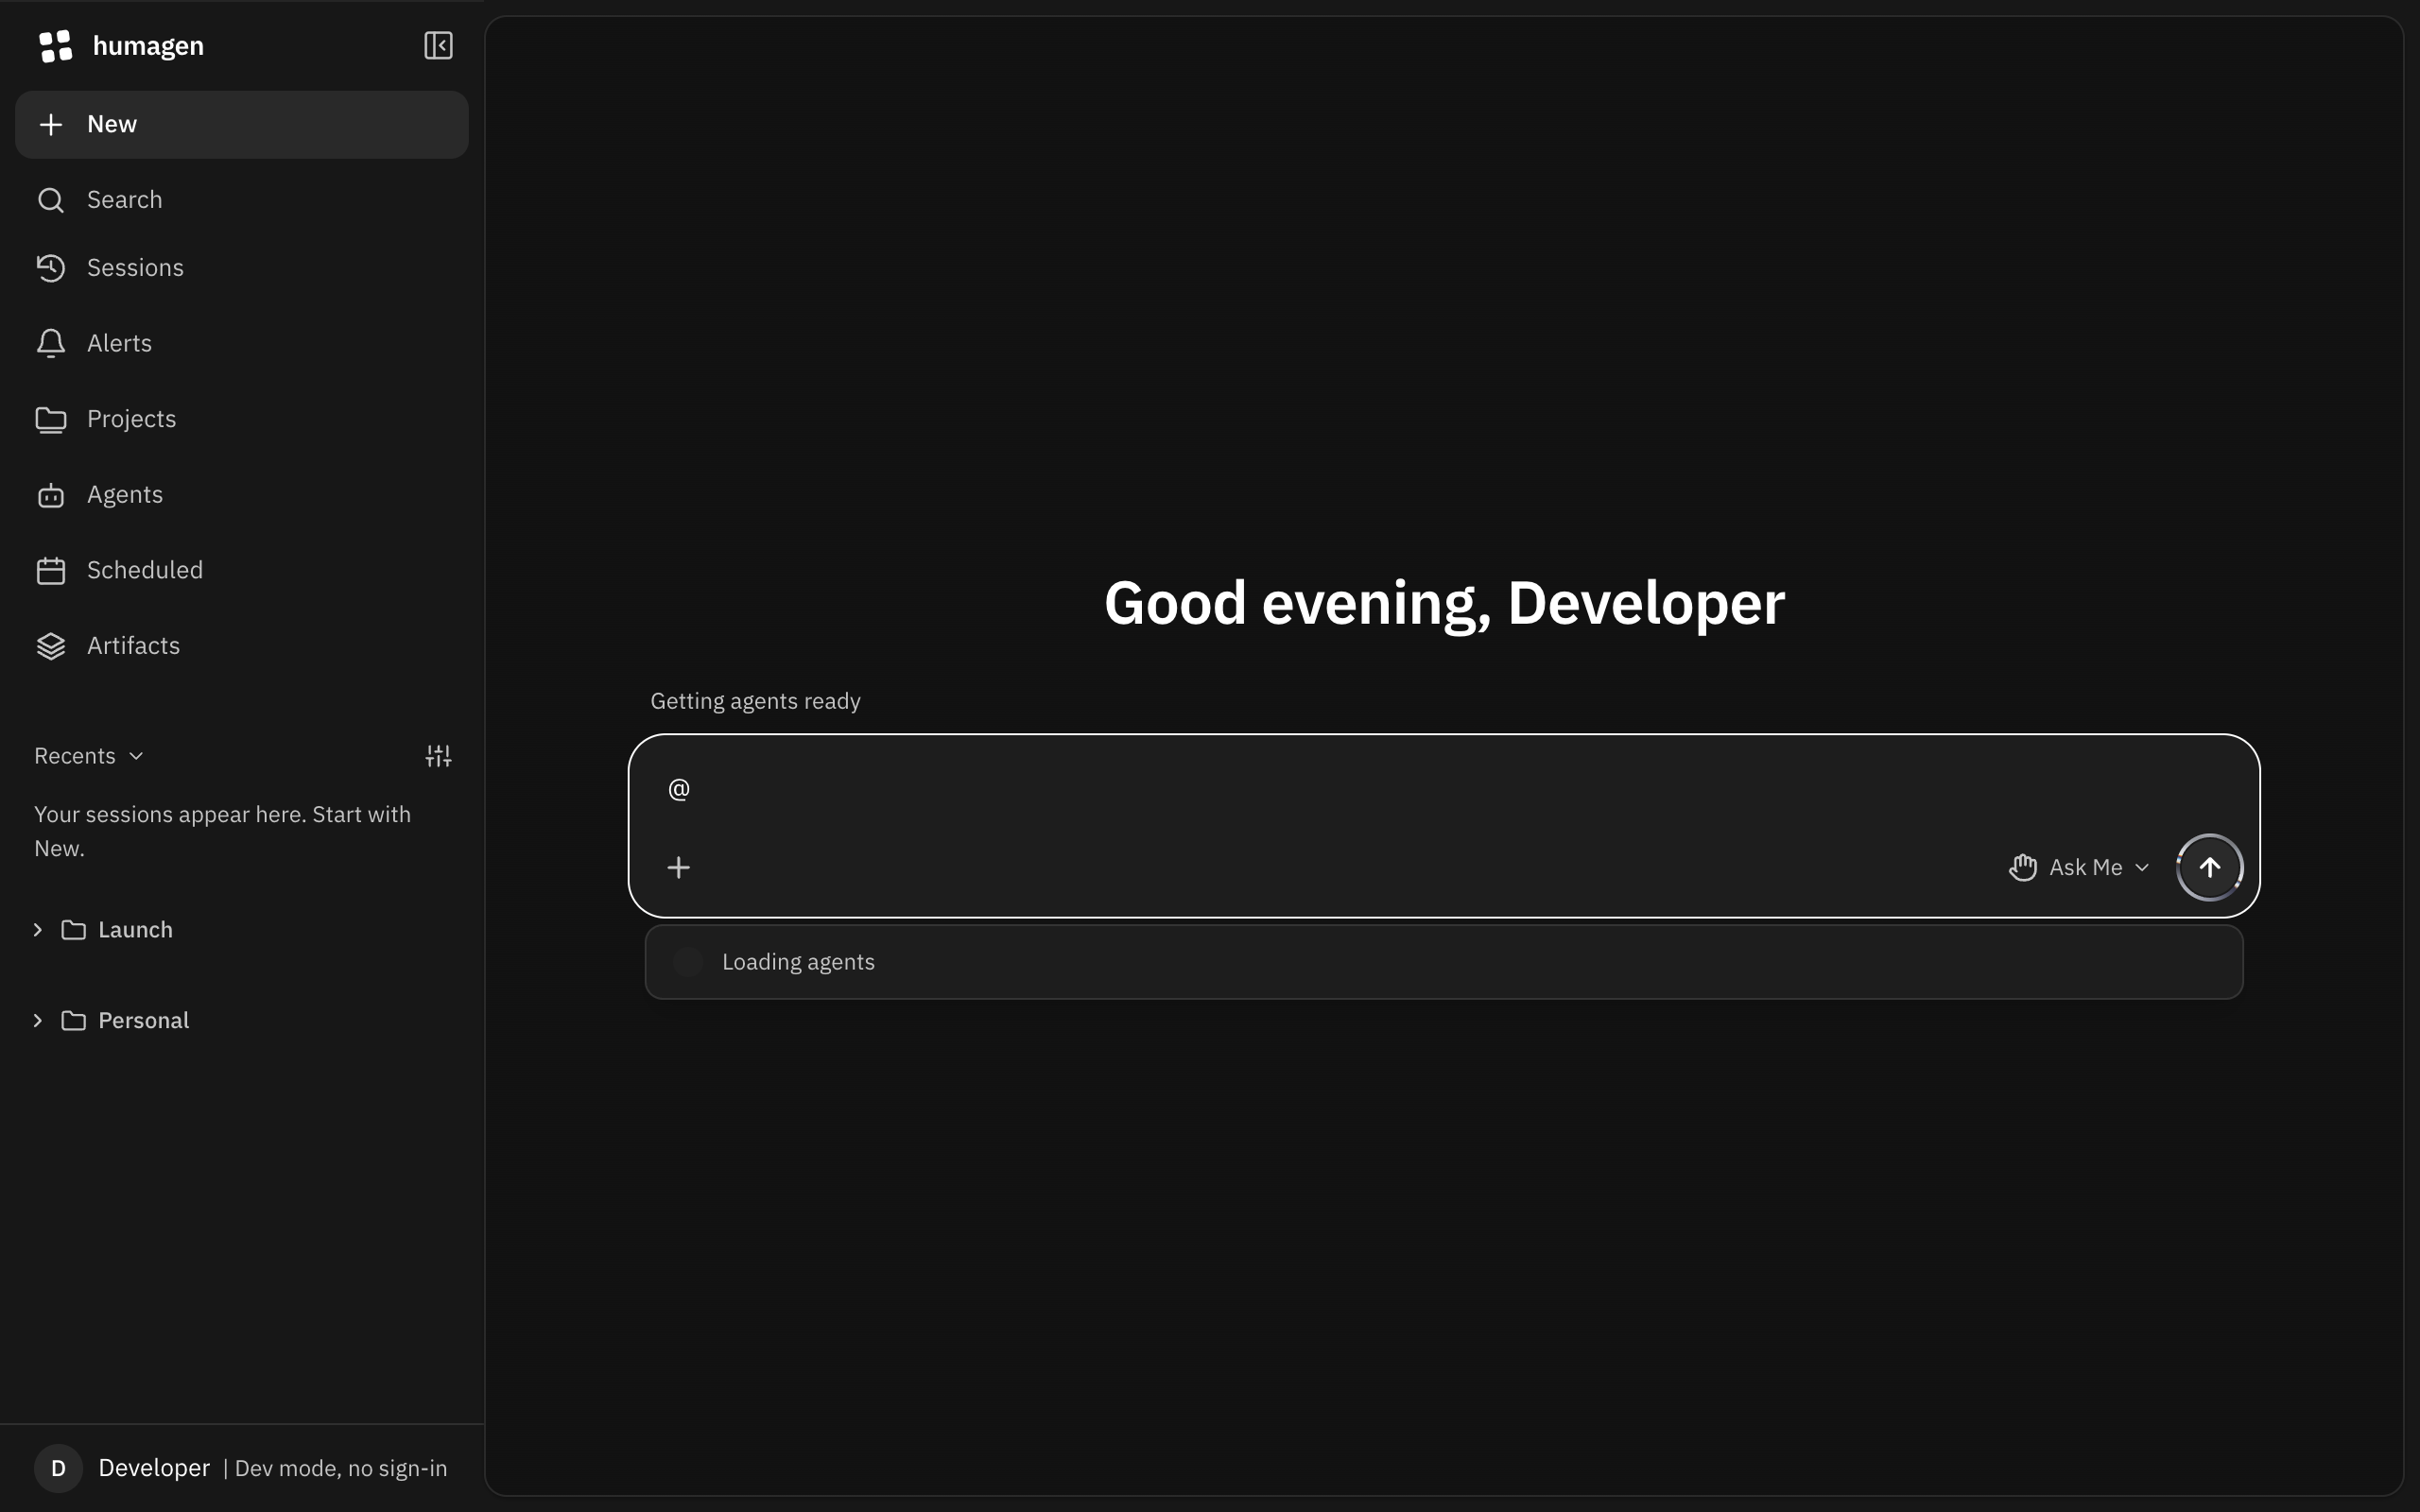 humagen
New
Search
Sessions
Alerts
Projects
Agents
Scheduled
Artifacts
Recents
Your sessions appear here. Start with
New.
Launch
Personal
D Developer | Dev mode, no sign-in
Good evening, Developer
Getting agents ready
@
Ask Me
Loading agents